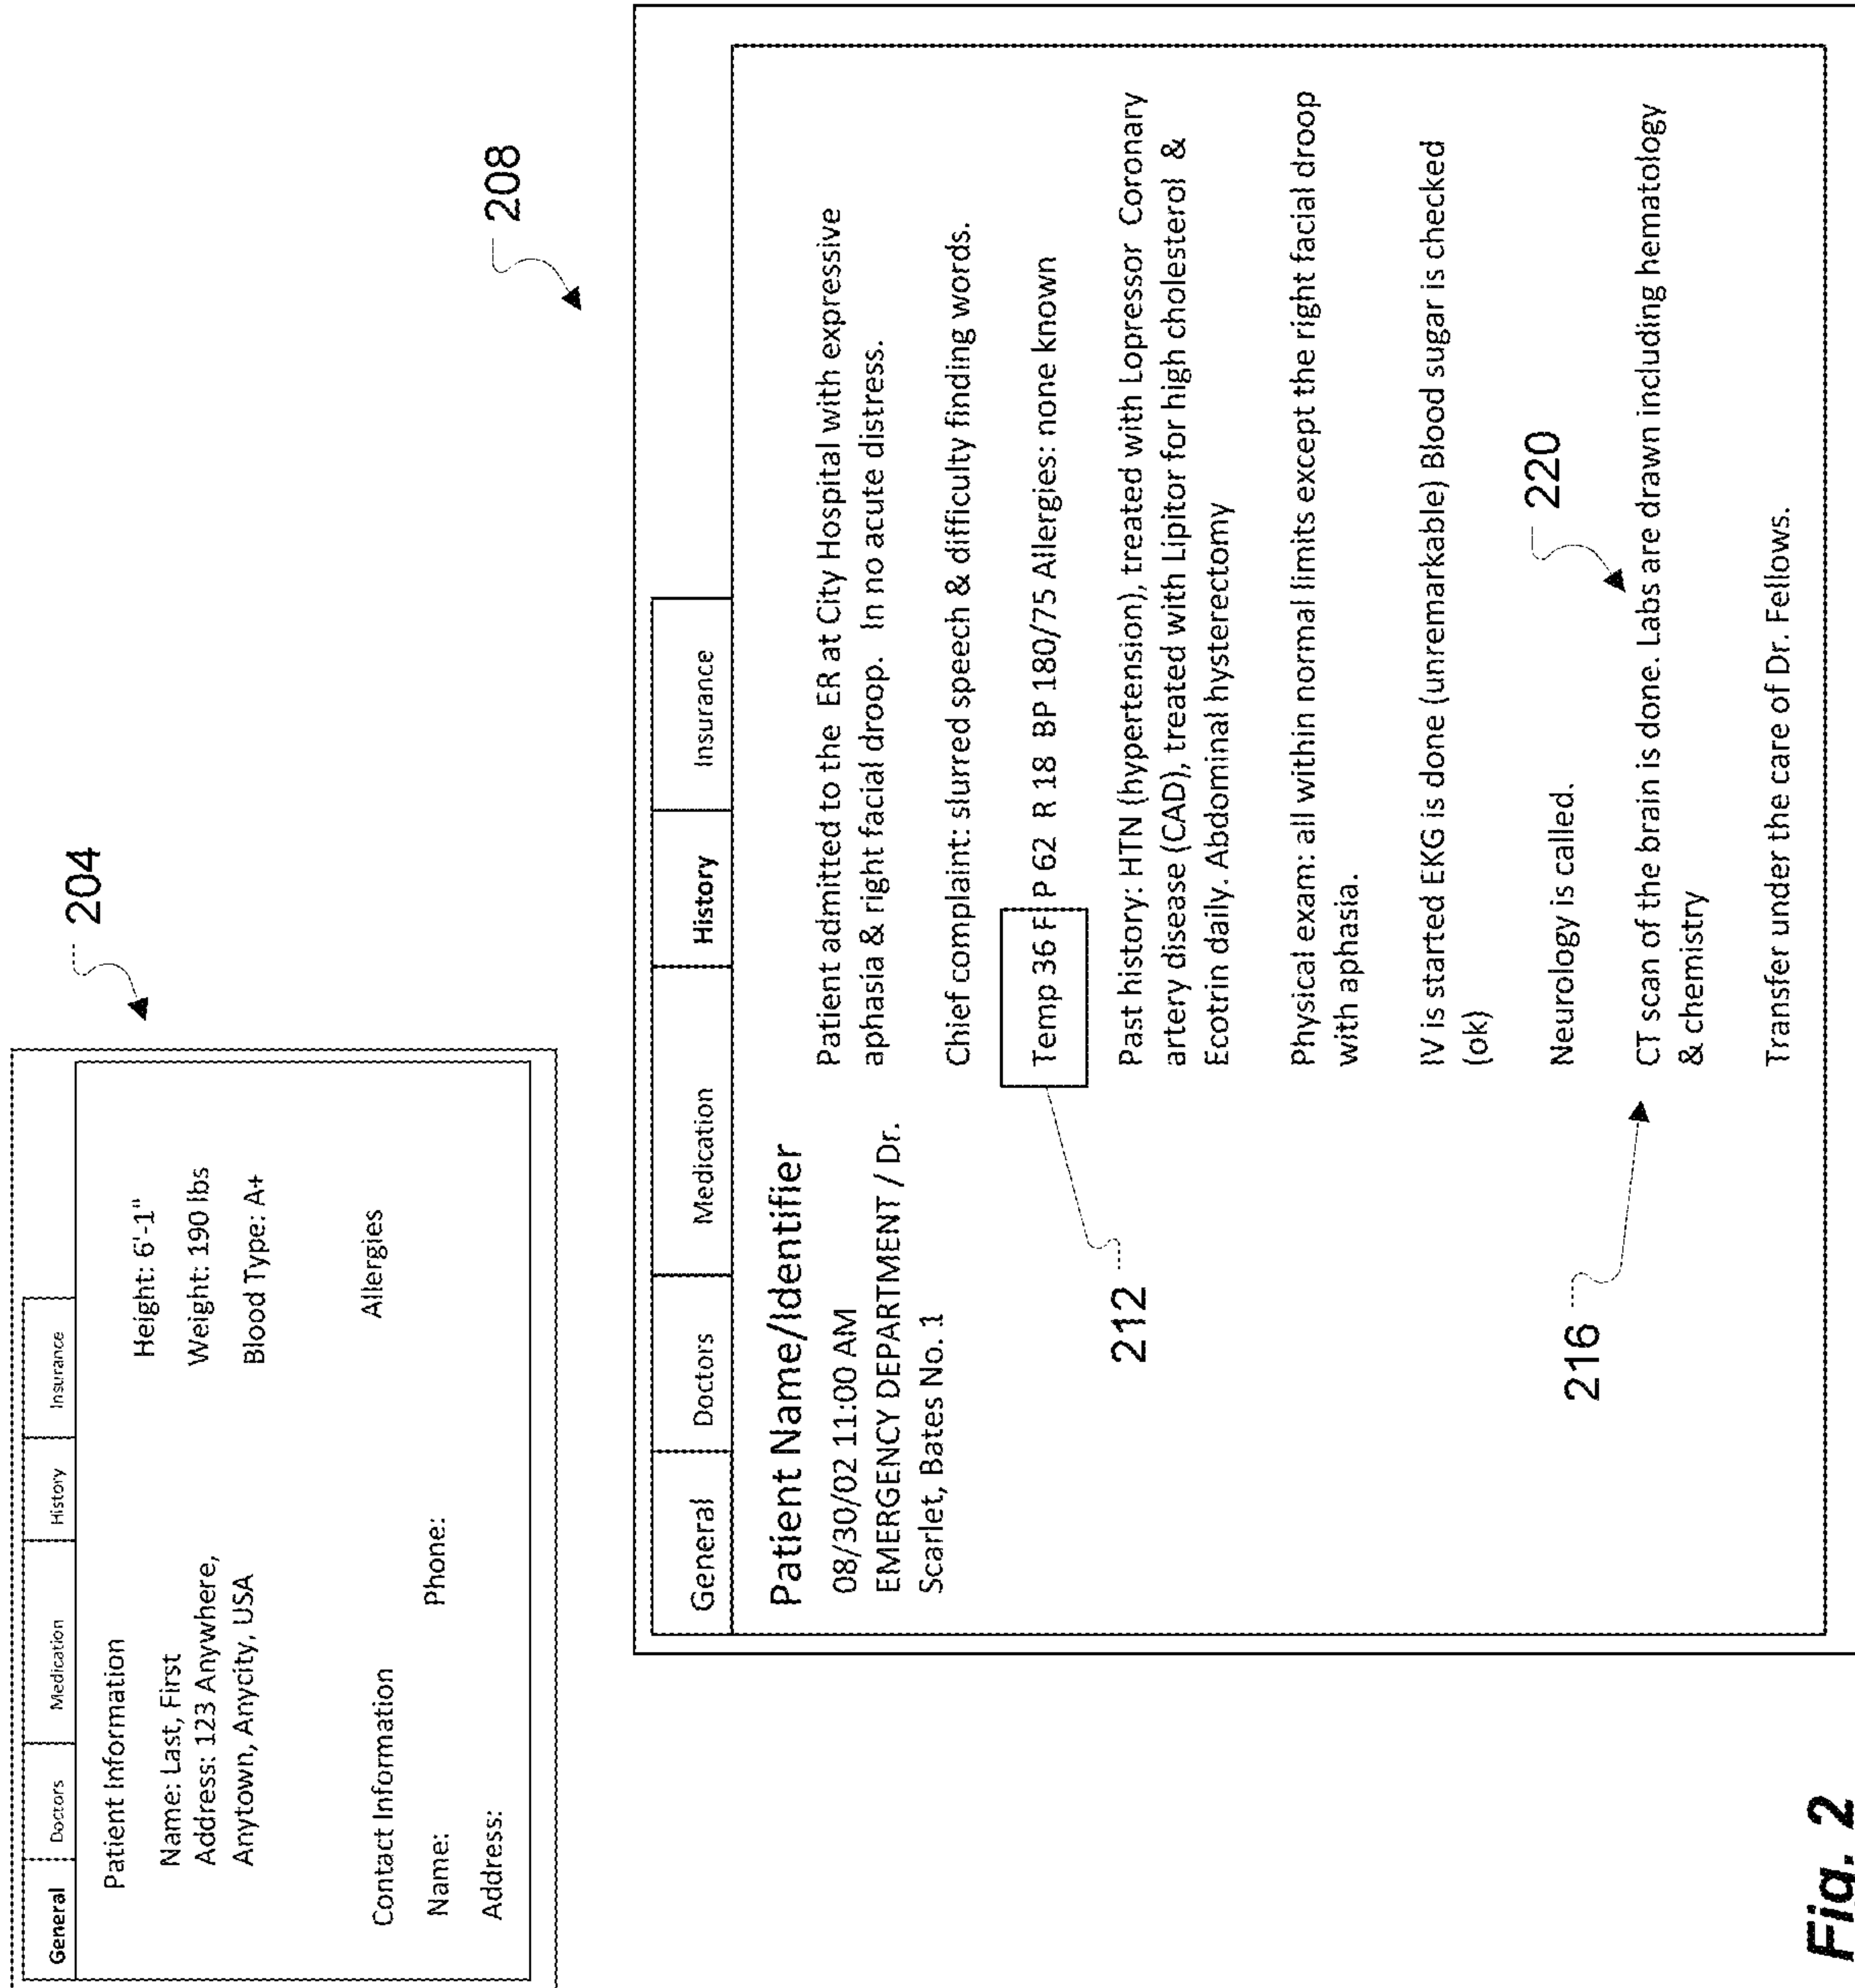 204
General Doctors Medication History Insurance
Patient Information
Name: Last, First
Address: 123 Anywhere,
Anytown, Anycity, USA
Height: 6'-1"
Weight: 190 lbs
Blood Type: A+
Contact Information
Allergies
Name: Phone:
Address:
208
General Doctors Medication History Insurance
Patient Name/Identifier
08/30/02 11:00 AM
EMERGENCY DEPARTMENT / Dr.
Scarlet, Bates No. 1
Patient admitted to the ER at City Hospital with expressive
aphasia & right facial droop. In no acute distress.
Chief complaint: slurred speech & difficulty finding words.
212
Temp 36 F P 62 R 18 BP 180/75 Allergies: none known
Past history: HTN (hypertension), treated with Lopressor Coronary
artery disease (CAD), treated with Lipitor for high cholesterol &
Ecotrin daily. Abdominal hysterectomy
Physical exam: all within normal limits except the right facial droop
with aphasia.
IV is started EKG is done (unremarkable) Blood sugar is checked
(ok)
Neurology is called.
220
216
CT scan of the brain is done. Labs are drawn including hematology
& chemistry
Transfer under the care of Dr. Fellows.
Fig. 2